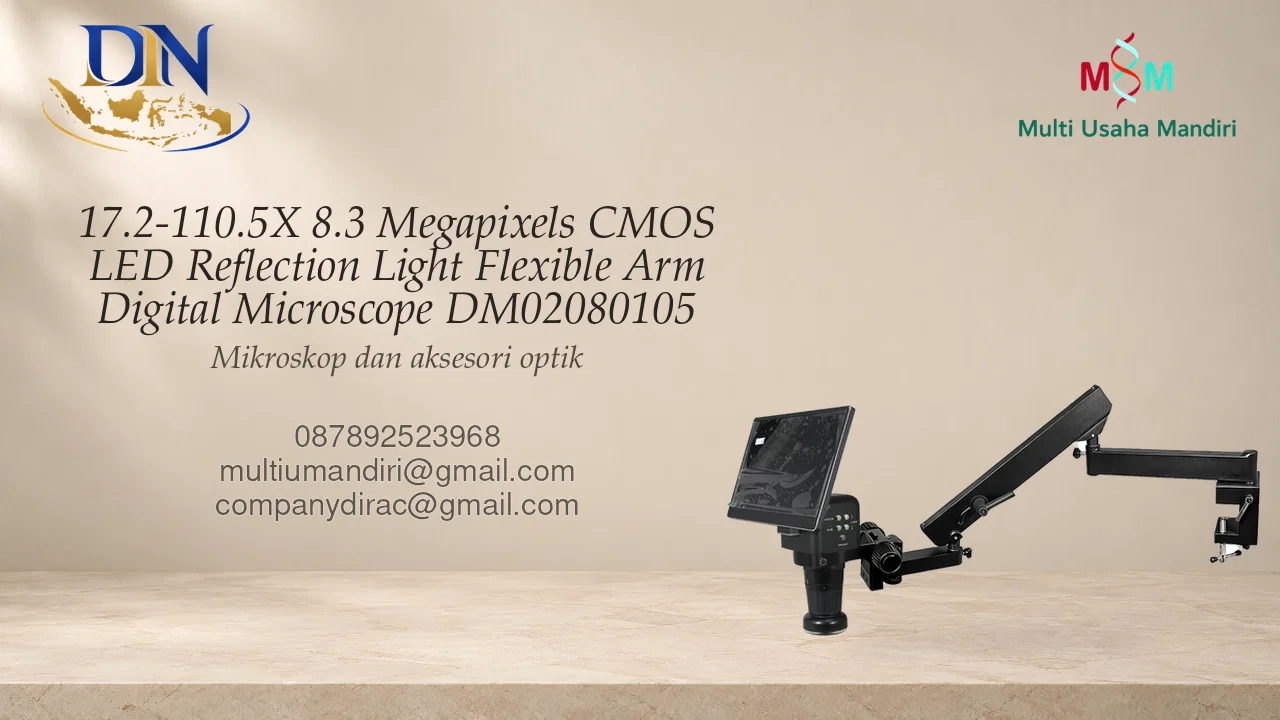 DIN
M M
Multi Usaha Mandiri
17.2-110.5X 8.3 Megapixels CMOS
LED Reflection Light Flexible Arm
Digital Microscope DM02080105
Mikroskop dan aksesori optik
087892523968
multiumandiri@gmail.com
companydirac@gmail.com